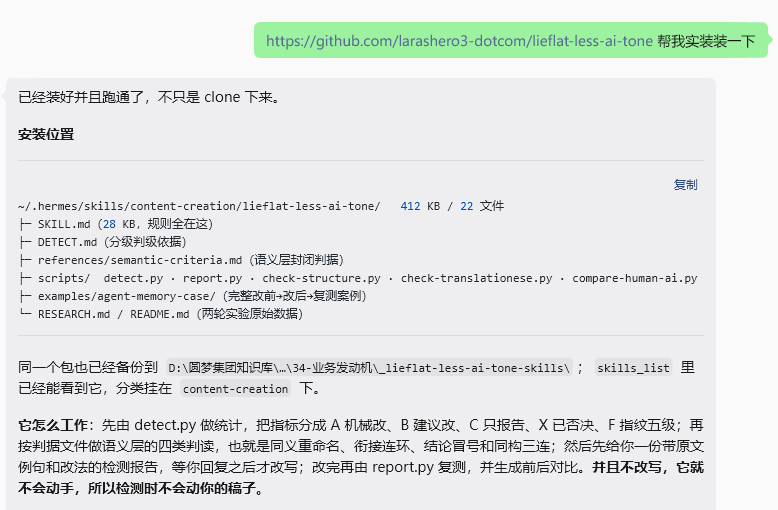 https://github.com/larashero3-dotcom/lieflat-less-ai-tone 帮我实装装一下
已经装好并且跑通了，不只是 clone 下来。
安装位置
复制
~/.hermes/skills/content-creation/lieflat-less-ai-tone/   412 KB / 22 文件
├─ SKILL.md (28 KB, 规则全在这)
├─ DETECT.md (分级判级依据)
├─ references/semantic-criteria.md (语义层封闭判据)
├─ scripts/  detect.py · report.py · check-structure.py · check-translationese.py · compare-human-ai.py
├─ examples/agent-memory-case/ (完整改前→改后→复测案例)
└─ RESEARCH.md / README.md (两轮实验原始数据)
同一个包也已经备份到 D:\圆梦集团知识库\…\34-业务发动机\_lieflat-less-ai-tone-skills\ ； skills_list 里
已经能看到它，分类挂在 content-creation 下。
它怎么工作：先由 detect.py 做统计，把指标分成 A 机械改、B 建议改、C 只报告、X 已否决、F 指纹五级；再
按判据文件做语义层的四类判读，也就是同义重命名、衔接连环、结论冒号和同构三连；然后先给你一份带原文
例句和改法的检测报告，等你回复之后才改写；改完再由 report.py 复测，并生成前后对比。并且不改写，它就
不会动手，所以检测时不会动你的稿子。